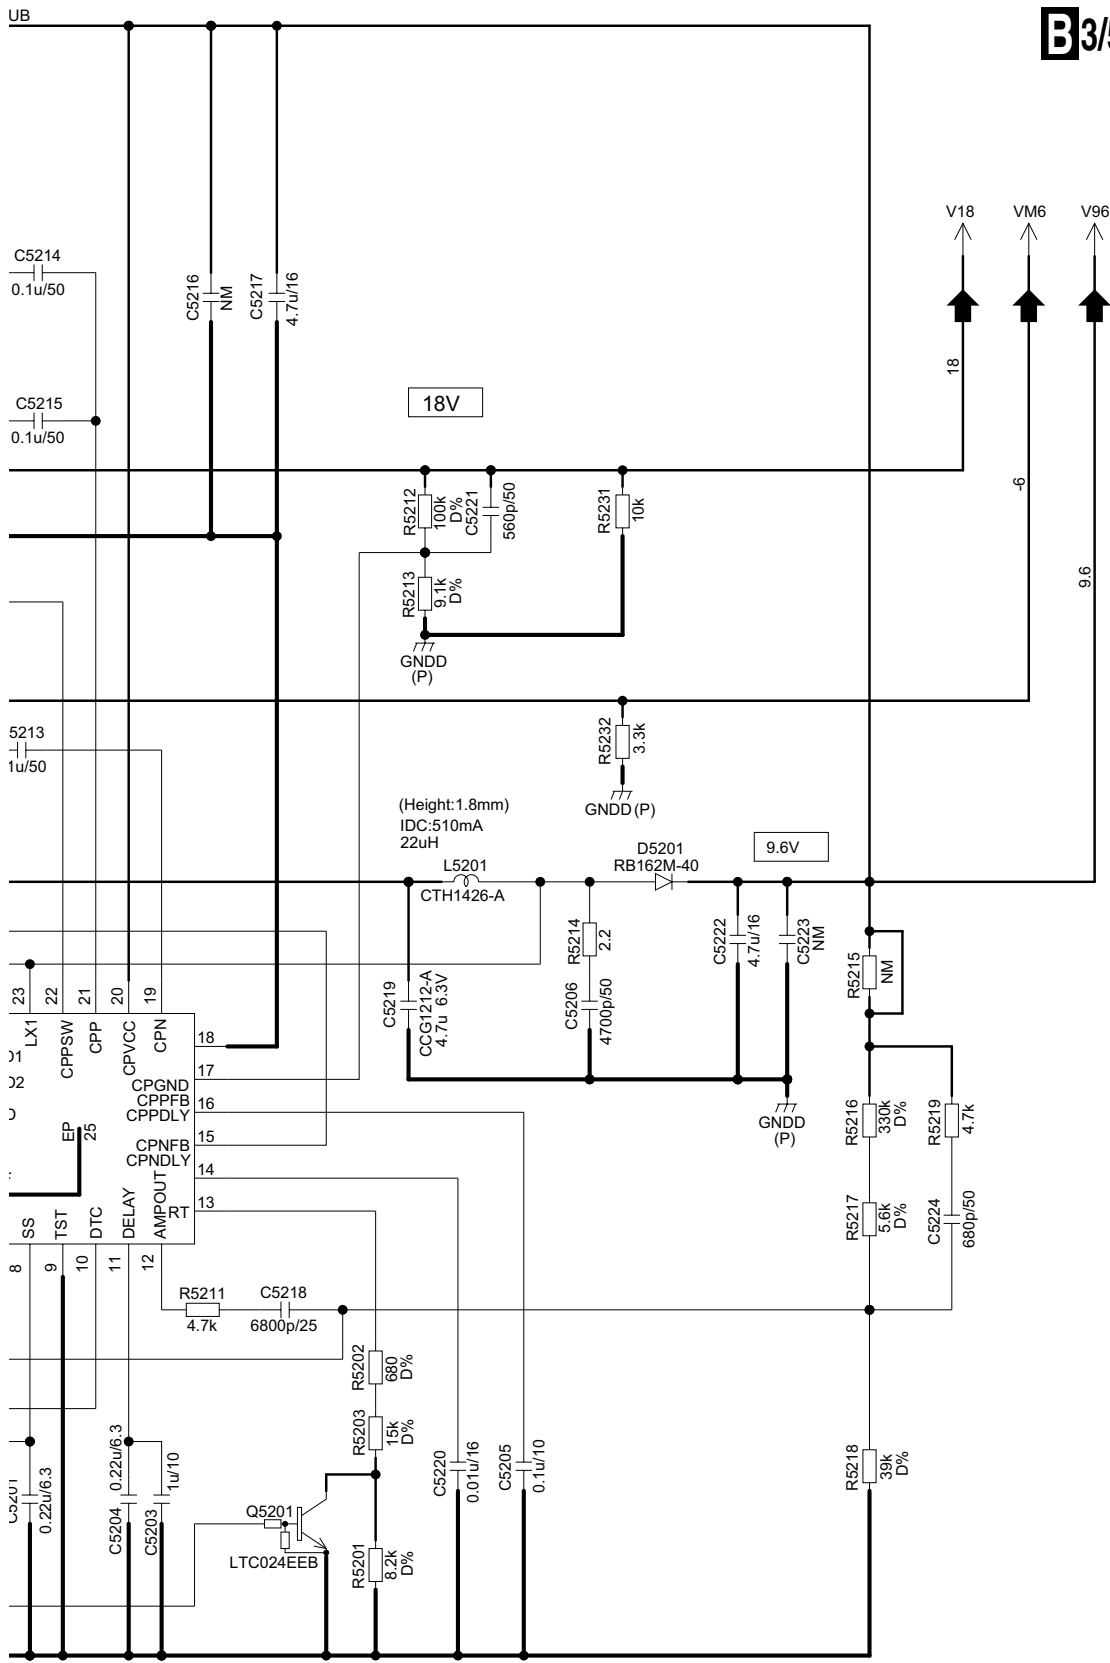 UB
B 3/5
V18
VM6
V96
C5214
0.1u/50
C5216
NM
C5217
4.7u/16
18
-6
9.6
C5215
0.1u/50
18V
R5212
100k
D%
C5221
560p/50
R5231
10k
R5213
9.1k
D%
GNDD
(P)
5213
1u/50
R5232
3.3k
GNDD (P)
(Height:1.8mm)
IDC:510mA
22uH
L5201
CTH1426-A
D5201
RB162M-40
9.6V
R5214
2.2
C5222
4.7u/16
C5223
NM
R5215
NM
C5219
CCG1212-A
4.7u 6.3V
C5206
4700p/50
GNDD
(P)
23
22
21
20
19
LX1
CPPSW
CPP
CPVCC
CPN
18
17
16
15
14
13
CPGND
CPPFB
CPPDLY
CPNFB
CPNDLY
RT
EP
25
SS
TST
DTC
DELAY
AMPOUT
8
9
10
11
12
R5216
330k
D%
R5219
4.7k
R5217
5.6k
D%
C5224
680p/50
R5211
4.7k
C5218
6800p/25
R5202
680
D%
R5203
15k
D%
C5220
0.01u/16
C5205
0.1u/10
R5218
39k
D%
C5201
0.22u/6.3
C5204
0.22u/6.3
C5203
1u/10
Q5201
LTC024EEB
R5201
8.2k
D%